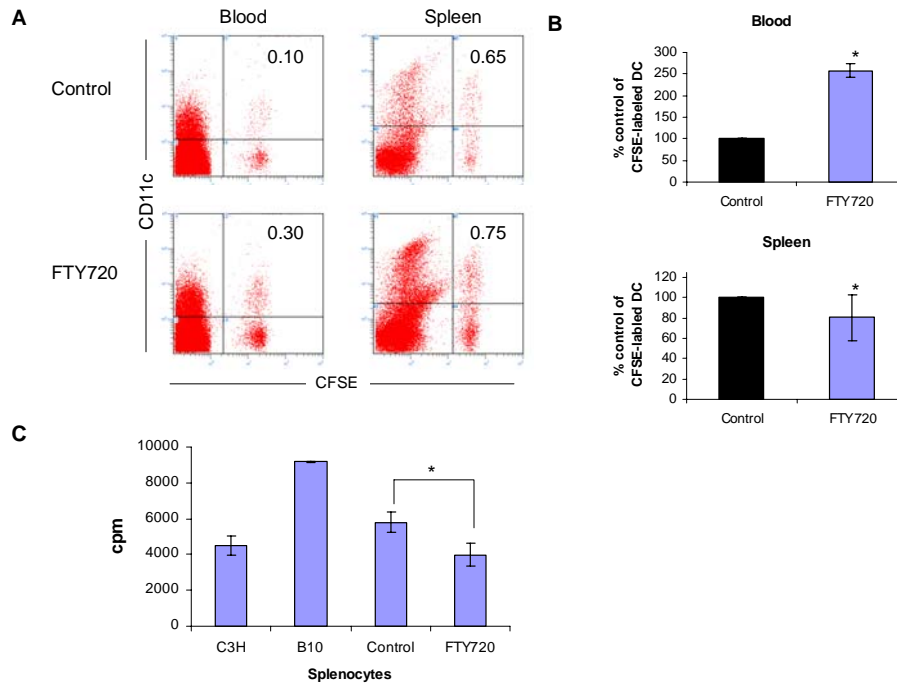 A
Blood
Spleen
Control
0.10
0.65
CD11c
FTY720
0.30
0.75
CFSE
B
Blood
% control of
CFSE-labeled DC
300
250
200
150
100
50
0
*
Control
FTY720
Spleen
% control of
CFSE-labeled DC
120
100
80
60
40
20
0
*
Control
FTY720
C
cpm
10000
8000
6000
4000
2000
0
*
C3H
B10
Control
FTY720
Splenocytes